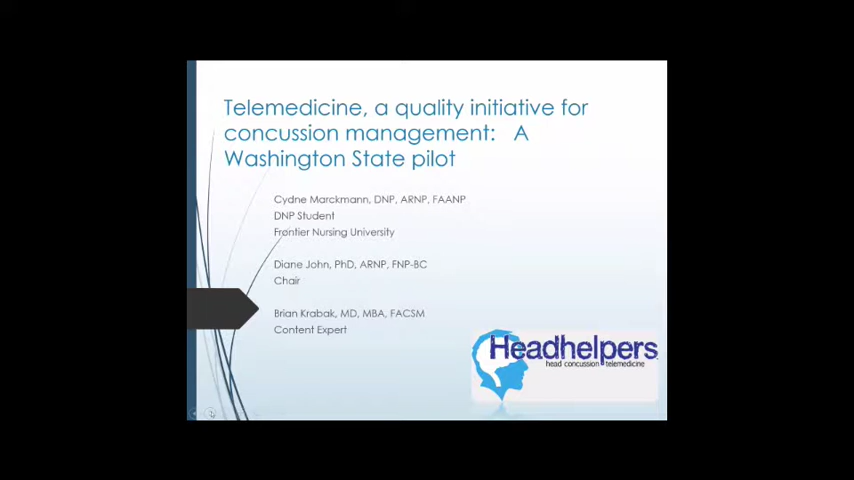 Telemedicine, a quality initiative for
concussion management: A
Washington State pilot
Cydne Marckmann, DNP, ARNP, FAANP
DNP Student
Frontier Nursing University
Diane John, PhD, ARNP, FNP-BC
Chair
Brian Krabak, MD, MBA, FACSM
Content Expert
Headhelpers
head concussion telemedicine